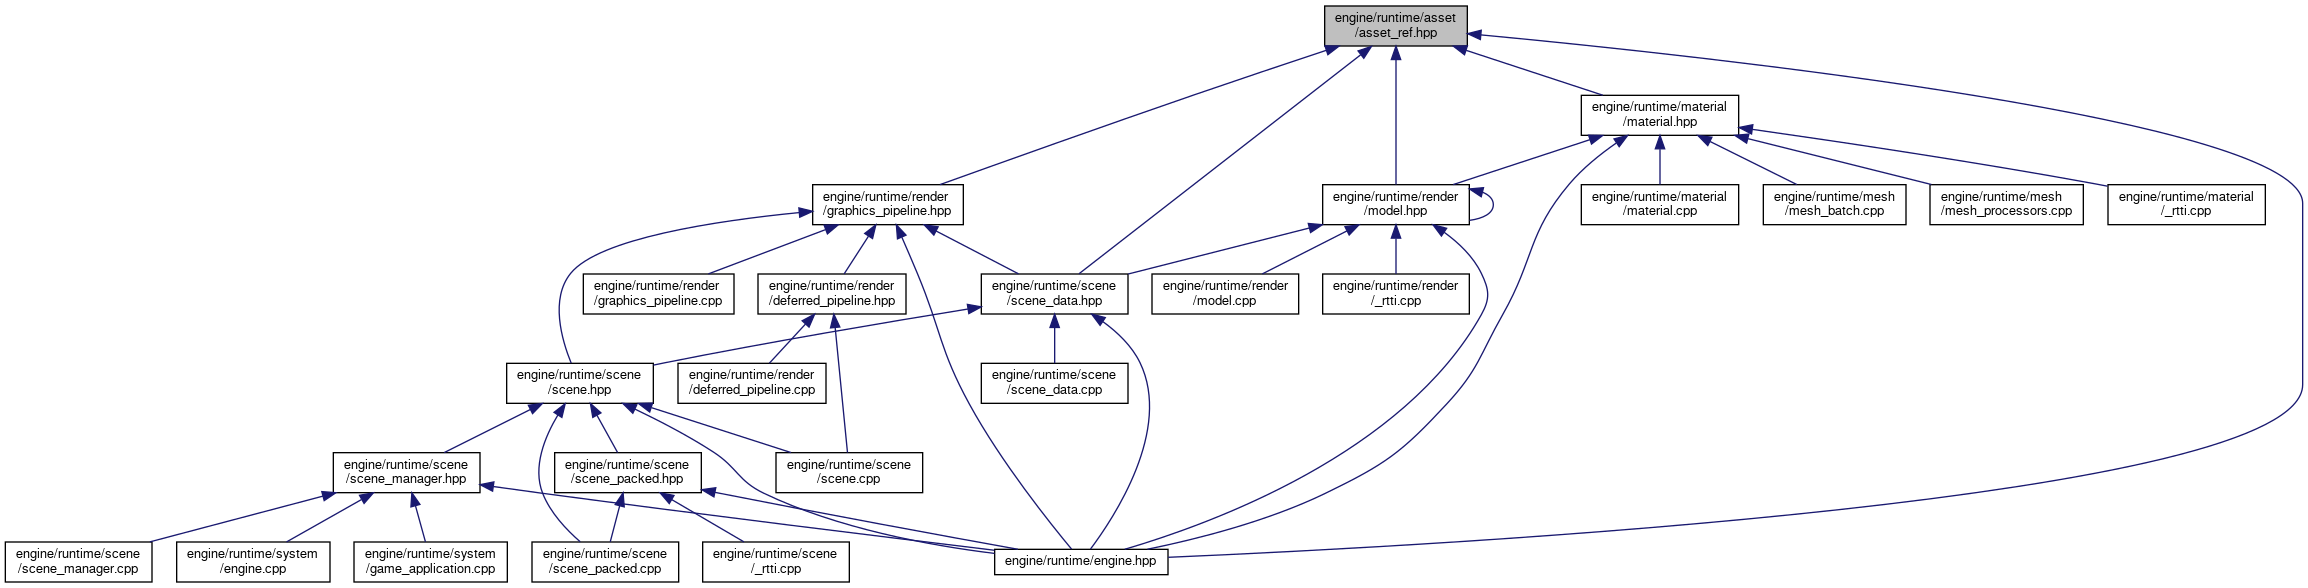 engine/runtime/asset
/asset_ref.hpp
engine/runtime/material
/material.hpp
engine/runtime/render
/graphics_pipeline.hpp
engine/runtime/render
/model.hpp
engine/runtime/material
/material.cpp
engine/runtime/mesh
/mesh_batch.cpp
engine/runtime/mesh
/mesh_processors.cpp
engine/runtime/material
/_rtti.cpp
engine/runtime/render
/graphics_pipeline.cpp
engine/runtime/render
/deferred_pipeline.hpp
engine/runtime/scene
/scene_data.hpp
engine/runtime/render
/model.cpp
engine/runtime/render
/_rtti.cpp
engine/runtime/scene
/scene.hpp
engine/runtime/render
/deferred_pipeline.cpp
engine/runtime/scene
/scene_data.cpp
engine/runtime/scene
/scene_manager.hpp
engine/runtime/scene
/scene_packed.hpp
engine/runtime/scene
/scene.cpp
engine/runtime/scene
/scene_manager.cpp
engine/runtime/system
/engine.cpp
engine/runtime/system
/game_application.cpp
engine/runtime/scene
/scene_packed.cpp
engine/runtime/scene
/_rtti.cpp
engine/runtime/engine.hpp